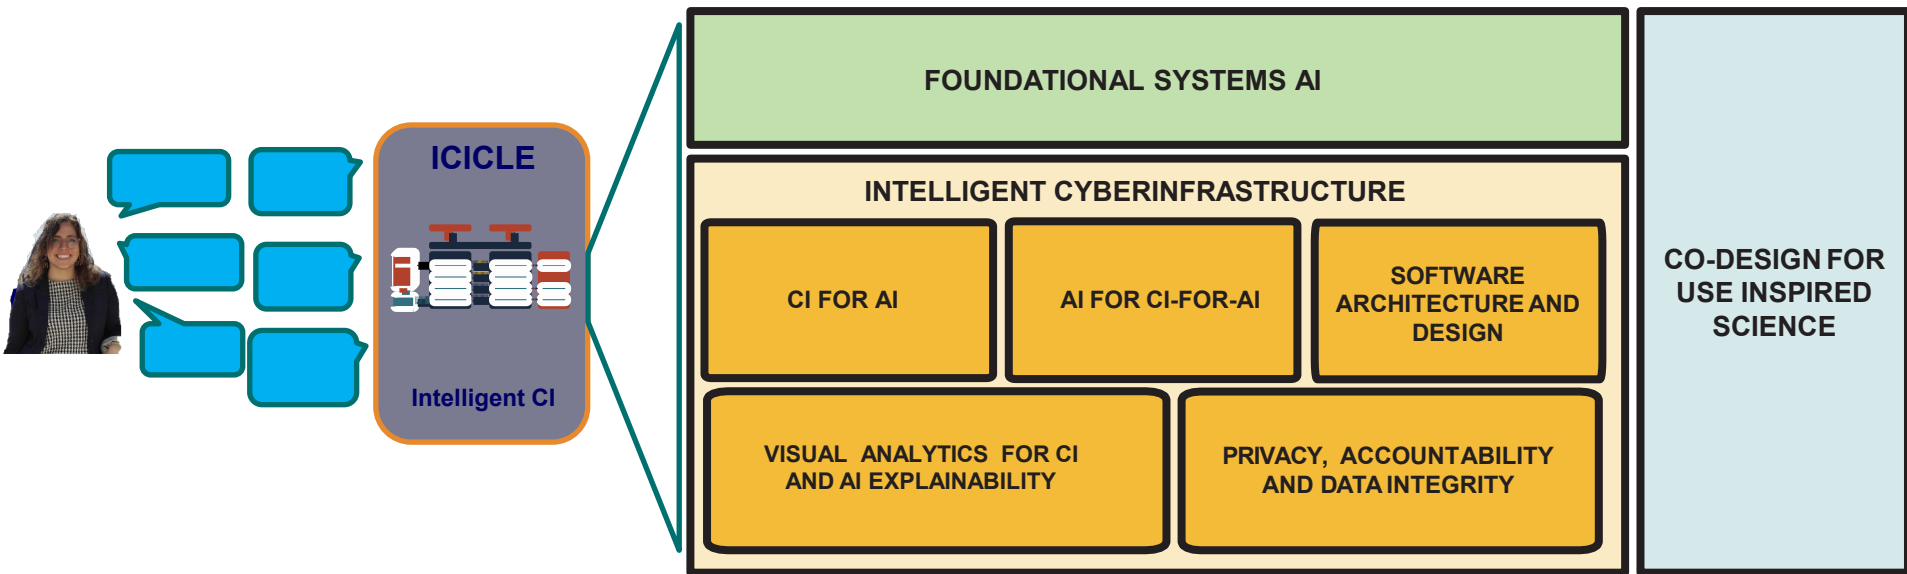 ICICLE
Intelligent CI
FOUNDATIONAL SYSTEMS AI
INTELLIGENT CYBERINFRASTRUCTURE
CI FOR AI
AI FOR CI-FOR-AI
SOFTWARE
ARCHITECTURE AND
DESIGN
VISUAL ANALYTICS FOR CI
AND AI EXPLAINABILITY
PRIVACY, ACCOUNTABILITY
AND DATA INTEGRITY
CO-DESIGN FOR
USE INSPIRED
SCIENCE